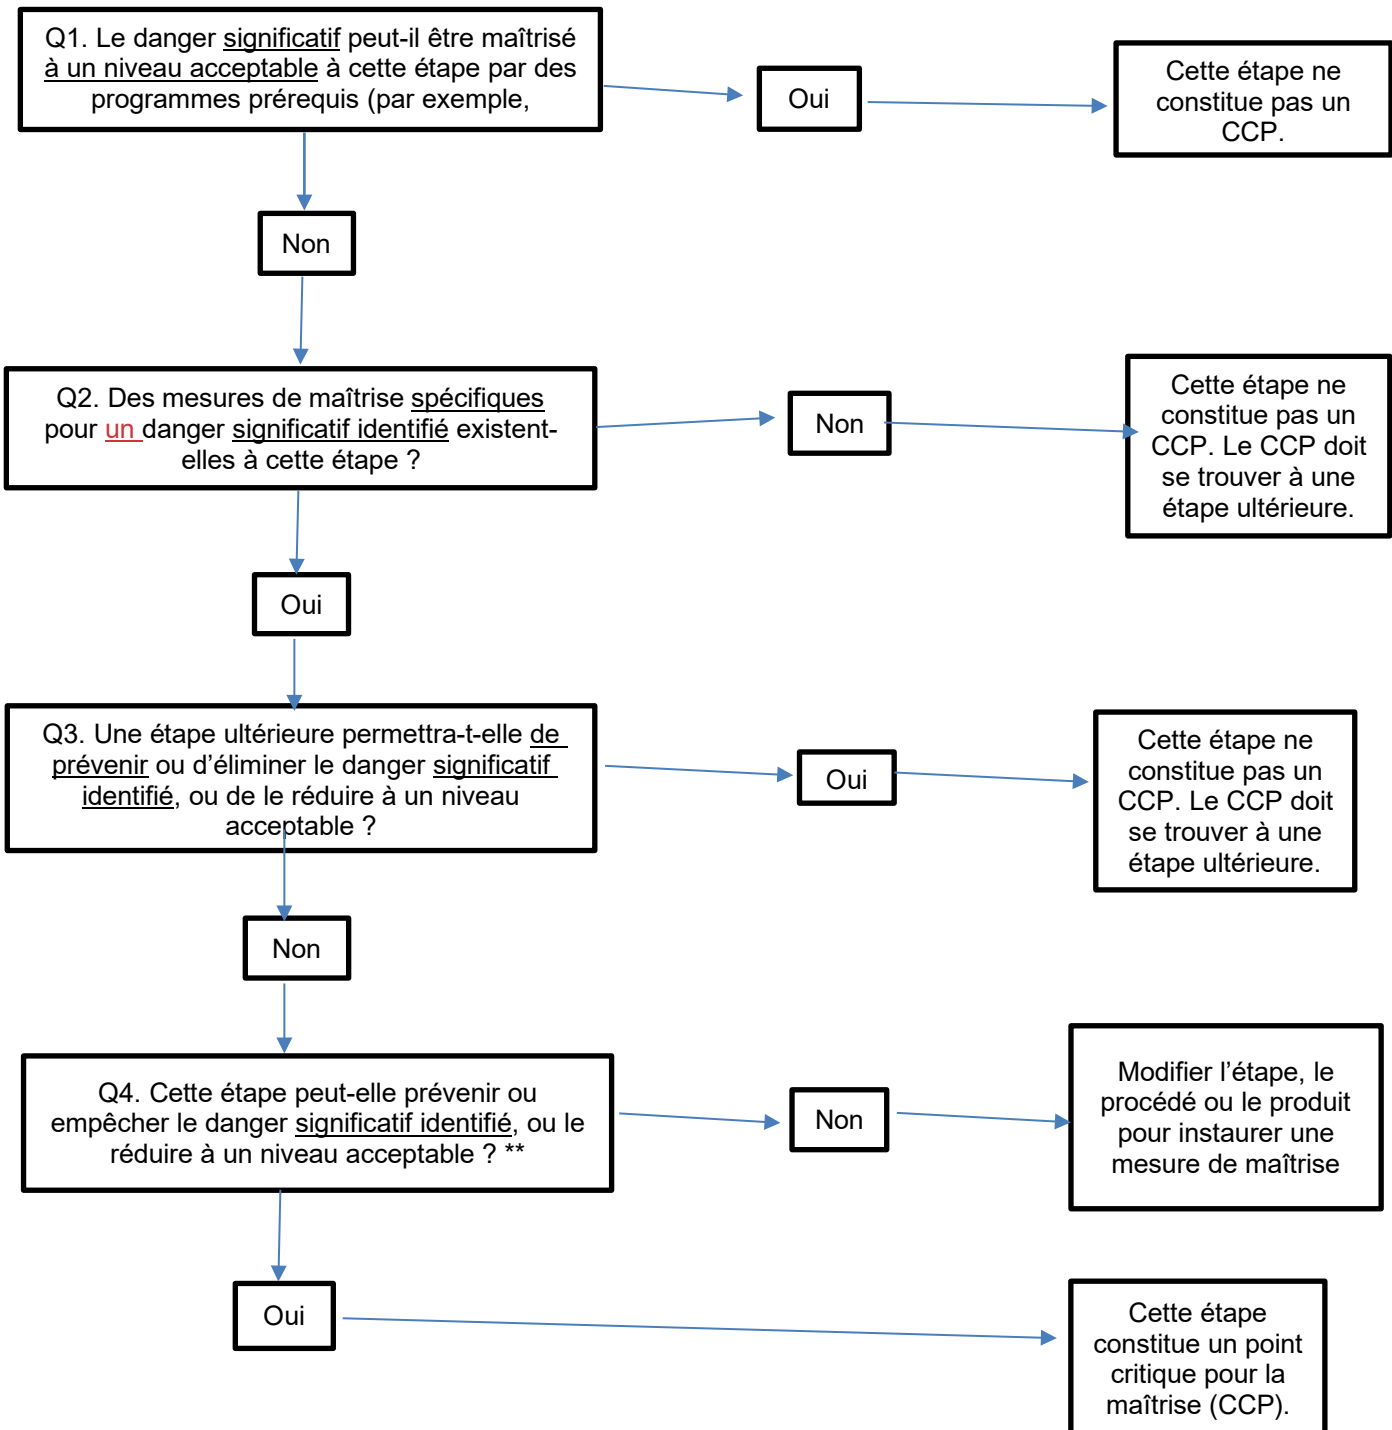 Q1. Le danger significatif peut-il être maîtrisé
à un niveau acceptable à cette étape par des
programmes prérequis (par exemple,
Oui
Cette étape ne
constitue pas un
CCP.
Non
Q2. Des mesures de maîtrise spécifiques
pour un danger significatif identifié existent-
elles à cette étape ?
Non
Cette étape ne
constitue pas un
CCP. Le CCP doit
se trouver à une
étape ultérieure.
Oui
Q3. Une étape ultérieure permettra-t-elle de
prévenir ou d’éliminer le danger significatif
identifié, ou de le réduire à un niveau
acceptable ?
Oui
Cette étape ne
constitue pas un
CCP. Le CCP doit
se trouver à une
étape ultérieure.
Non
Q4. Cette étape peut-elle prévenir ou
empêcher le danger significatif identifié, ou le
réduire à un niveau acceptable ? **
Non
Modifier l’étape, le
procédé ou le produit
pour instaurer une
mesure de maîtrise
Oui
Cette étape
constitue un point
critique pour la
maîtrise (CCP).